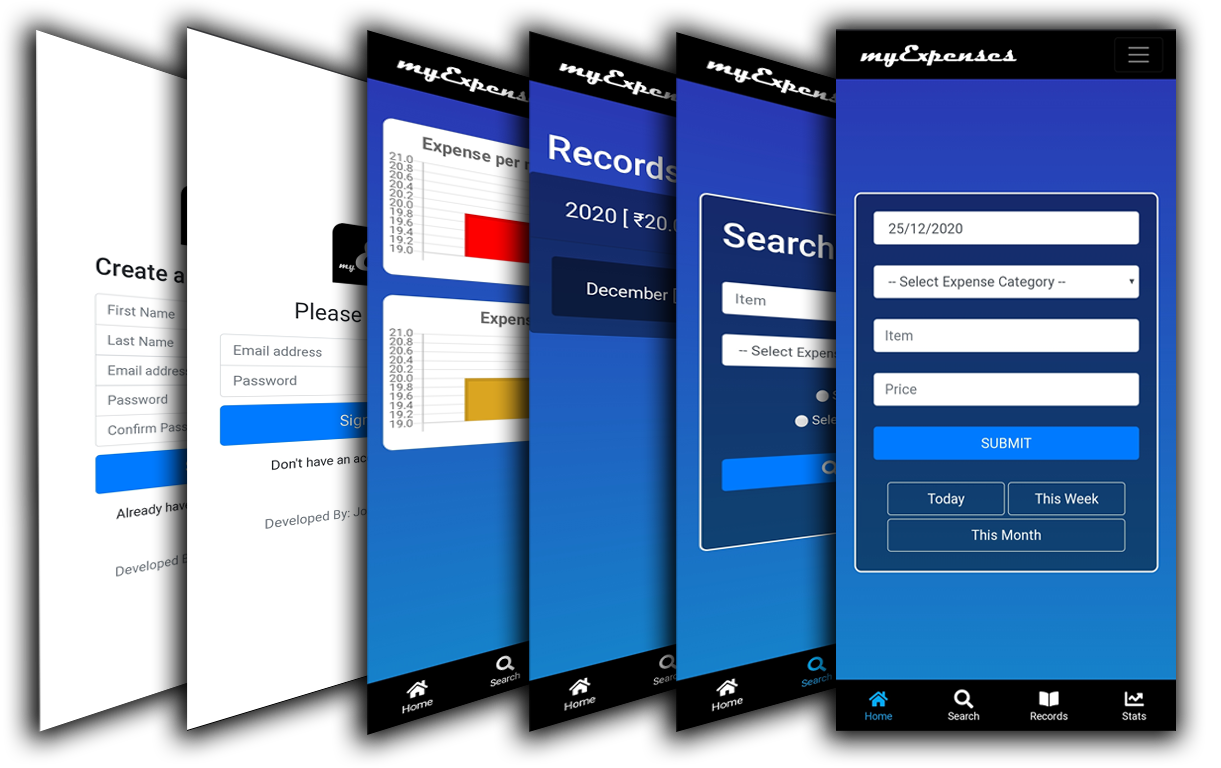 Create a
First Name
Last Name
Email address
Password
Confirm Pass
Already have
Developed B
my
Please
Email address
Password
Sign
Don't have an ac
Developed By: Jo
myExpens
Expense per
21.0
20.8
20.6
20.4
20.2
20.0
19.8
19.6
19.4
19.2
19.0
Expens
21.0
20.8
20.6
20.4
20.2
20.0
19.8
19.6
19.4
19.2
19.0
Home
Search
myExpen
Records
2020 [ ₹20.
December [
Home
Sear
myExpens
Search
Item
-- Select Expen
S
Sele
Home
Search
myExpenses
25/12/2020
-- Select Expense Category --
Item
Price
SUBMIT
Today This Week
This Month
Home Search Records Stats